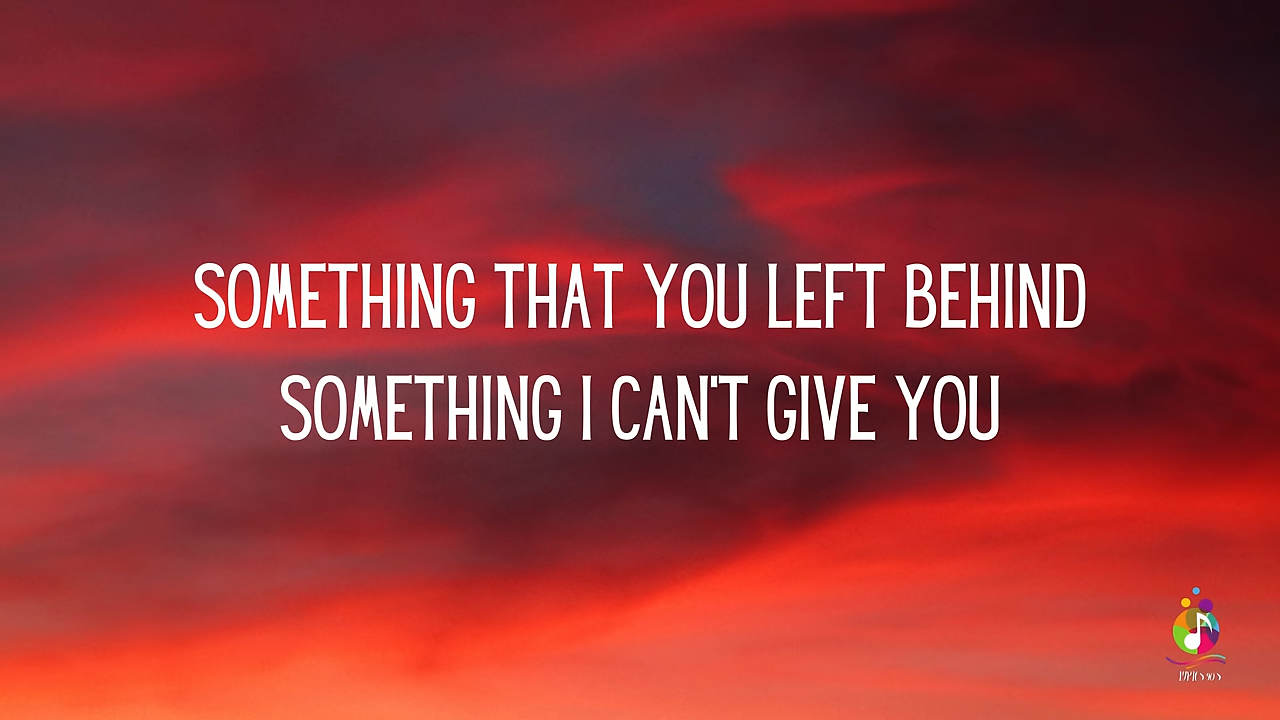 SOMETHING THAT YOU LEFT BEHIND
SOMETHING I CAN'T GIVE YOU